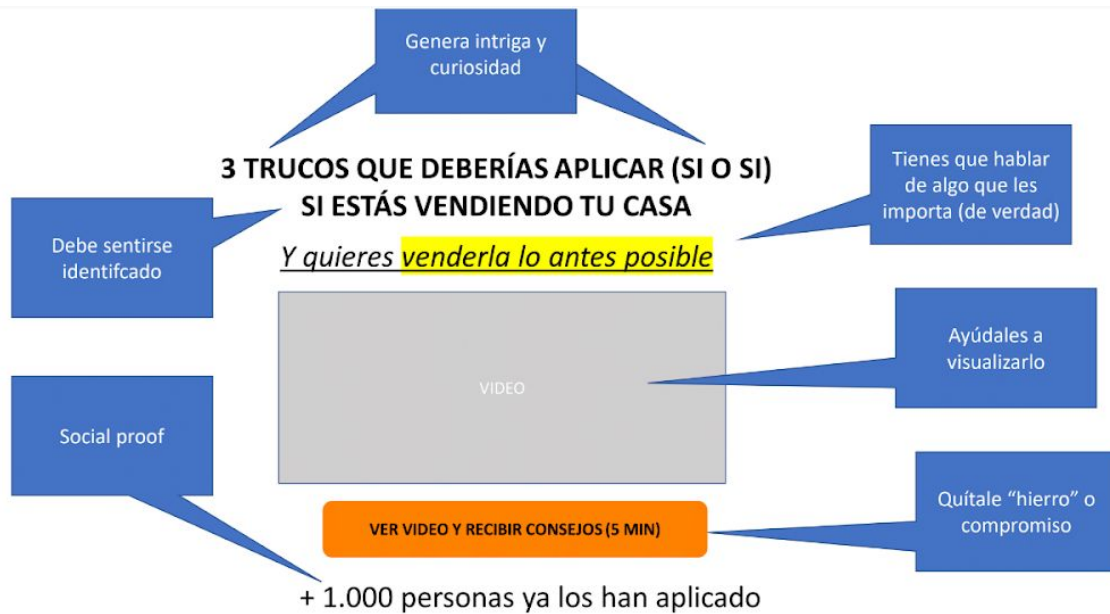 Genera intriga y
curiosidad
3 TRUCOS QUE DEBERÍAS APLICAR (SI O SI)
SI ESTÁS VENDIENDO TU CASA
Y quieres venderla lo antes posible
Tienes que hablar
de algo que les
importa (de verdad)
Debe sentirse
identifcado
VIDEO
Ayúdales a
visualizarlo
Social proof
VER VIDEO Y RECIBIR CONSEJOS (5 MIN)
Quítale “hierro” o
compromiso
+ 1.000 personas ya los han aplicado